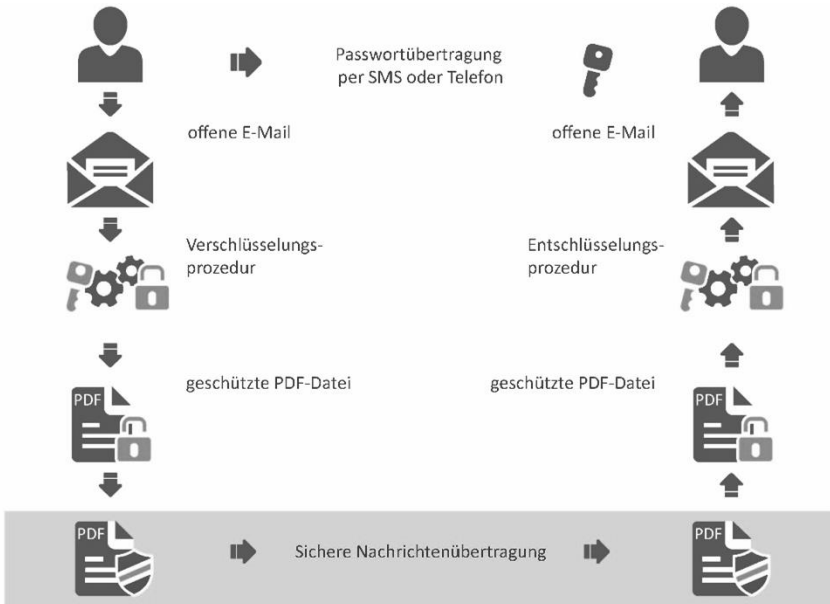 Passwortübertragung
per SMS oder Telefon
offene E-Mail
offene E-Mail
Verschlüsselungs-
prozedur
Entschlüsselungs-
prozedur
geschützte PDF-Datei
geschützte PDF-Datei
PDF
PDF
PDF
Sichere Nachrichtenübertragung
PDF